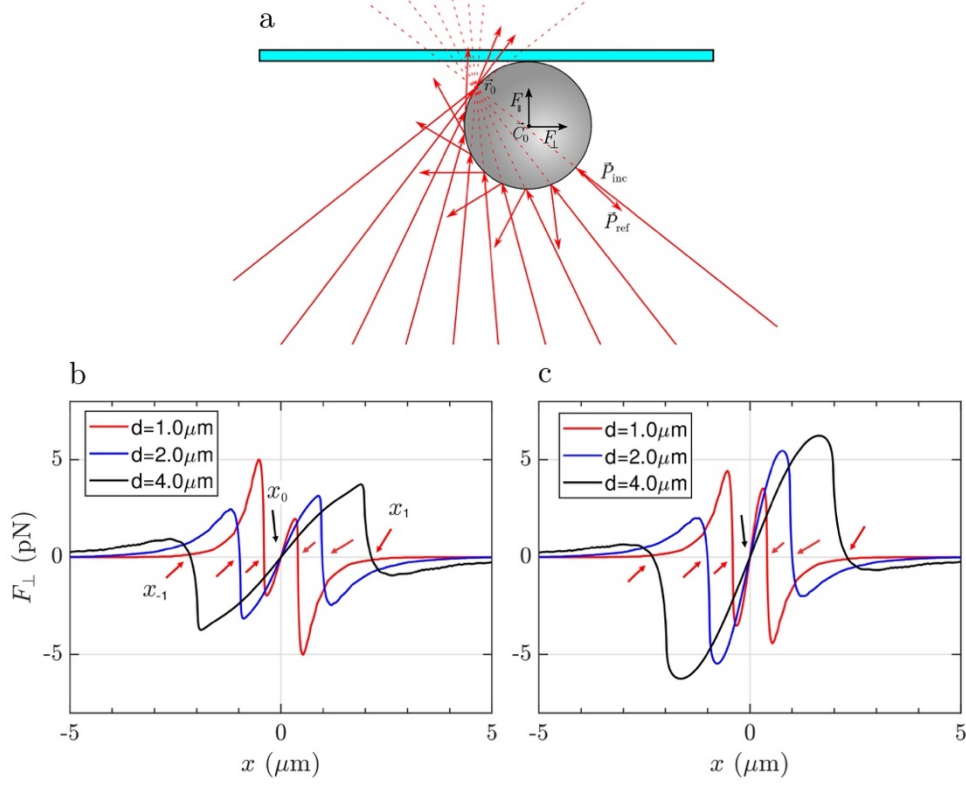 a
r⃗₀
F∥
C⃗₀
F⊥
P⃗inc
P⃗ref
b
d=1.0μm
d=2.0μm
d=4.0μm
x₀
x₁
x₋₁
5
0
-5
F⊥ (pN)
-5
0
5
x (μm)
c
d=1.0μm
d=2.0μm
d=4.0μm
5
0
-5
-5
0
5
x (μm)